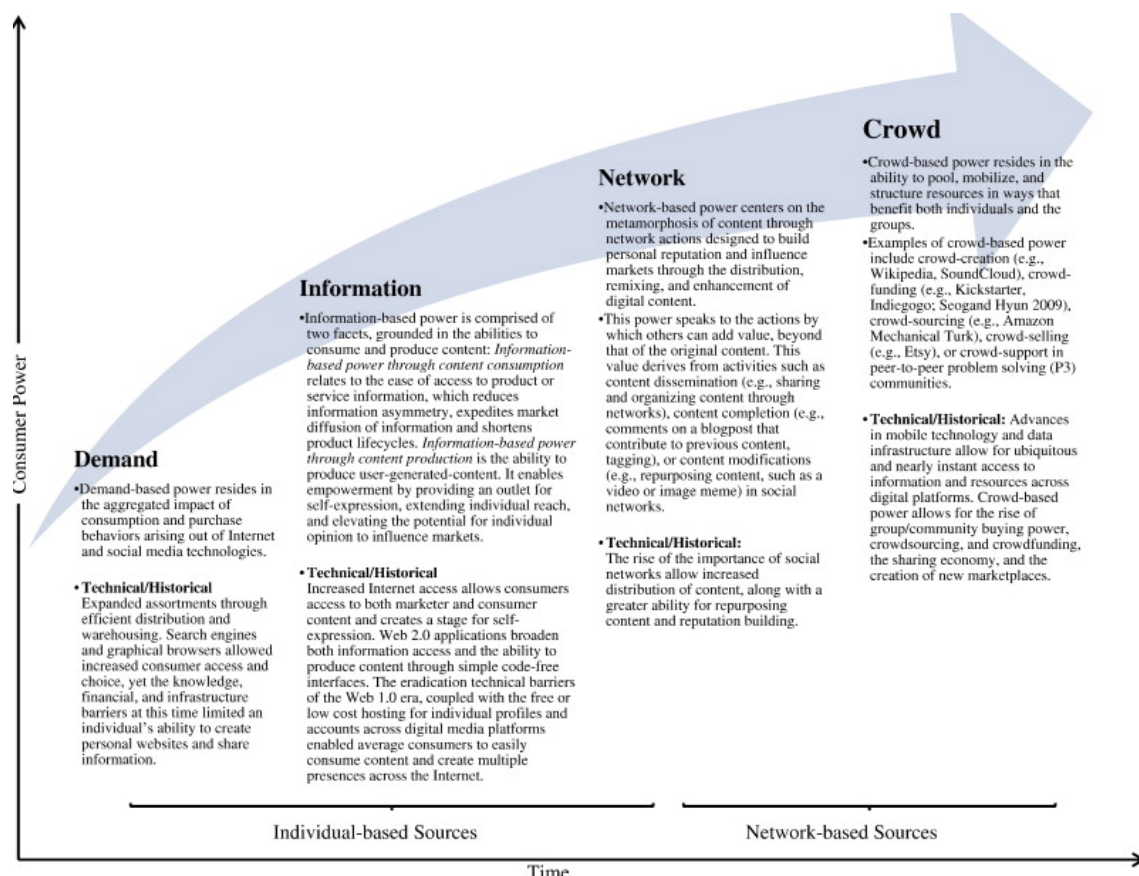 Consumer Power
Demand
•Demand-based power resides in
the aggregated impact of
consumption and purchase
behaviors arising out of Internet
and social media technologies.
• Technical/Historical
Expanded assortments through
efficient distribution and
warehousing. Search engines
and graphical browsers allowed
increased consumer access and
choice, yet the knowledge,
financial, and infrastructure
barriers at this time limited an
individual's ability to create
personal websites and share
information.
Information
•Information-based power is comprised of
two facets, grounded in the abilities to
consume and produce content: Information-
based power through content consumption
relates to the ease of access to product or
service information, which reduces
information asymmetry, expedites market
diffusion of information and shortens
product lifecycles. Information-based power
through content production is the ability to
produce user-generated-content. It enables
empowerment by providing an outlet for
self-expression, extending individual reach,
and elevating the potential for individual
opinion to influence markets.
• Technical/Historical
Increased Internet access allows consumers
access to both marketer and consumer
content and creates a stage for self-
expression. Web 2.0 applications broaden
both information access and the ability to
produce content through simple code-free
interfaces. The eradication technical barriers
of the Web 1.0 era, coupled with the free or
low cost hosting for individual profiles and
accounts across digital media platforms
enabled average consumers to easily
consume content and create multiple
presences across the Internet.
Network
•Network-based power centers on the
metamorphosis of content through
network actions designed to build
personal reputation and influence
markets through the distribution,
remixing, and enhancement of
digital content.
•This power speaks to the actions by
which others can add value, beyond
that of the original content. This
value derives from activities such as
content dissemination (e.g., sharing
and organizing content through
networks), content completion (e.g.,
comments on a blogpost that
contribute to previous content,
tagging), or content modifications
(e.g., repurposing content, such as a
video or image meme) in social
networks.
• Technical/Historical:
The rise of the importance of social
networks allow increased
distribution of content, along with a
greater ability for repurposing
content and reputation building.
Crowd
•Crowd-based power resides in the
ability to pool, mobilize, and
structure resources in ways that
benefit both individuals and the
groups.
•Examples of crowd-based power
include crowd-creation (e.g.,
Wikipedia, SoundCloud), crowd-
funding (e.g., Kickstarter,
Indiegogo; Seogand Hyun 2009),
crowd-sourcing (e.g., Amazon
Mechanical Turk), crowd-selling
(e.g., Etsy), or crowd-support in
peer-to-peer problem solving (P3)
communities.
• Technical/Historical: Advances
in mobile technology and data
infrastructure allow for ubiquitous
and nearly instant access to
information and resources across
digital platforms. Crowd-based
power allows for the rise of
group/community buying power,
crowdsourcing, and crowdfunding,
the sharing economy, and the
creation of new marketplaces.
Individual-based Sources
Network-based Sources
Time